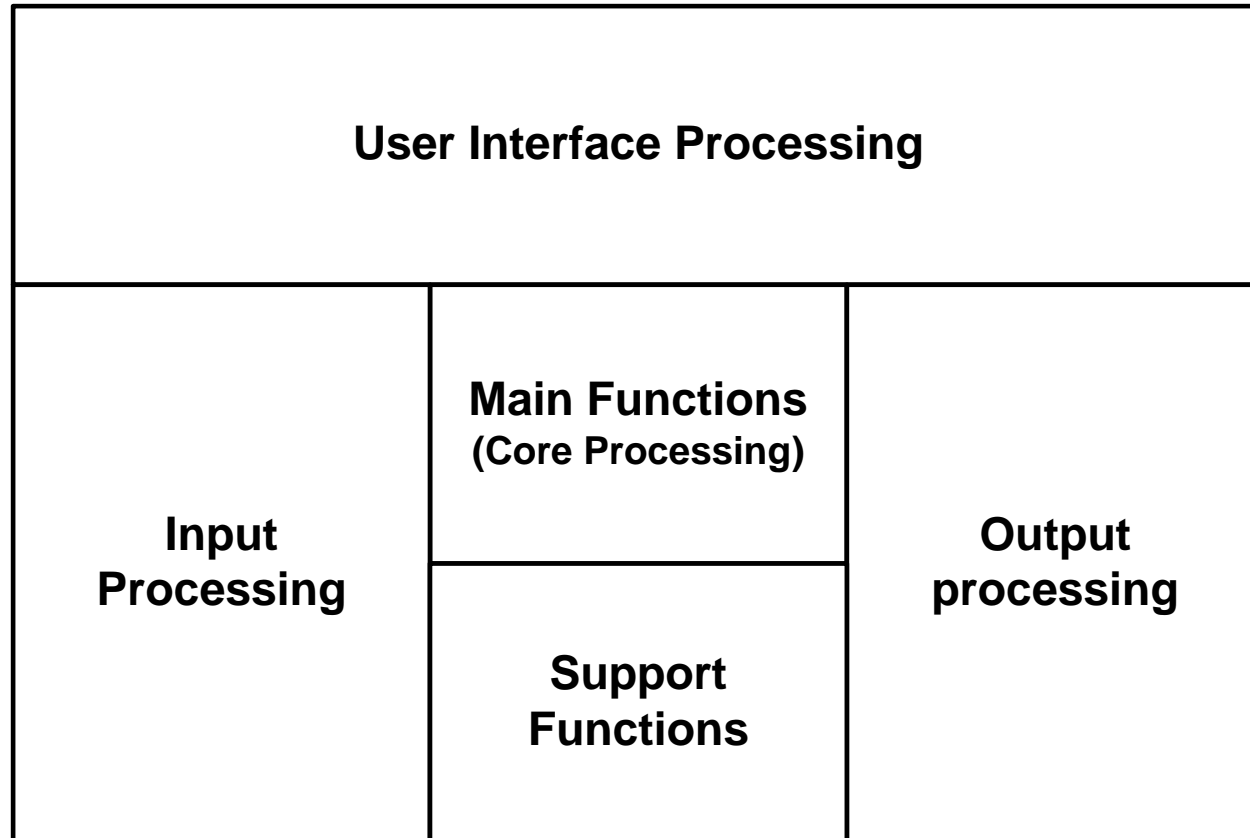 User Interface Processing
Main Functions
(Core Processing)
Input
Processing
Output
processing
Support
Functions